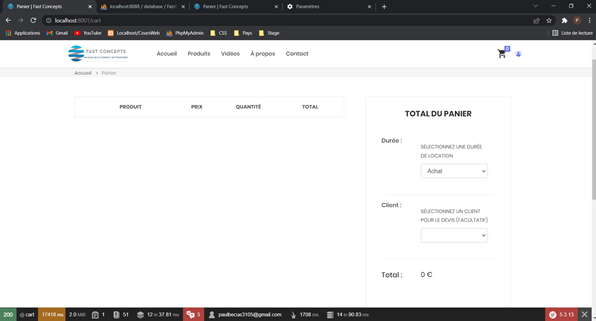 Panier | Fast Concepts
localhost:8888 / database / Fas
Panier | Fast Concepts
Paramètres
localhost:8001/cart
Applications
Gmail
YouTube
Localhost/CoursWeb
PhpMyAdmin
CSS
Pays
Stage
Liste de lecture
FAST CONCEPTS
Accueil
Produits
Vidéos
À propos
Contact
0
Accueil > Panier
PRODUIT
PRIX
QUANTITÉ
TOTAL
TOTAL DU PANIER
Durée :
SÉLECTIONNEZ UNE DURÉE
DE LOCATION
Achat
Client :
SÉLECTIONNEZ UN CLIENT
POUR LE DEVIS (FACULTATIF)
Total :
0 €
200 @ cart 17418 ms 2.0 MiB 1 51 12 in 37.81 ms 5 paulbecue3105@gmail.com 1708 ms 14 in 90.83 ms 5.3.13